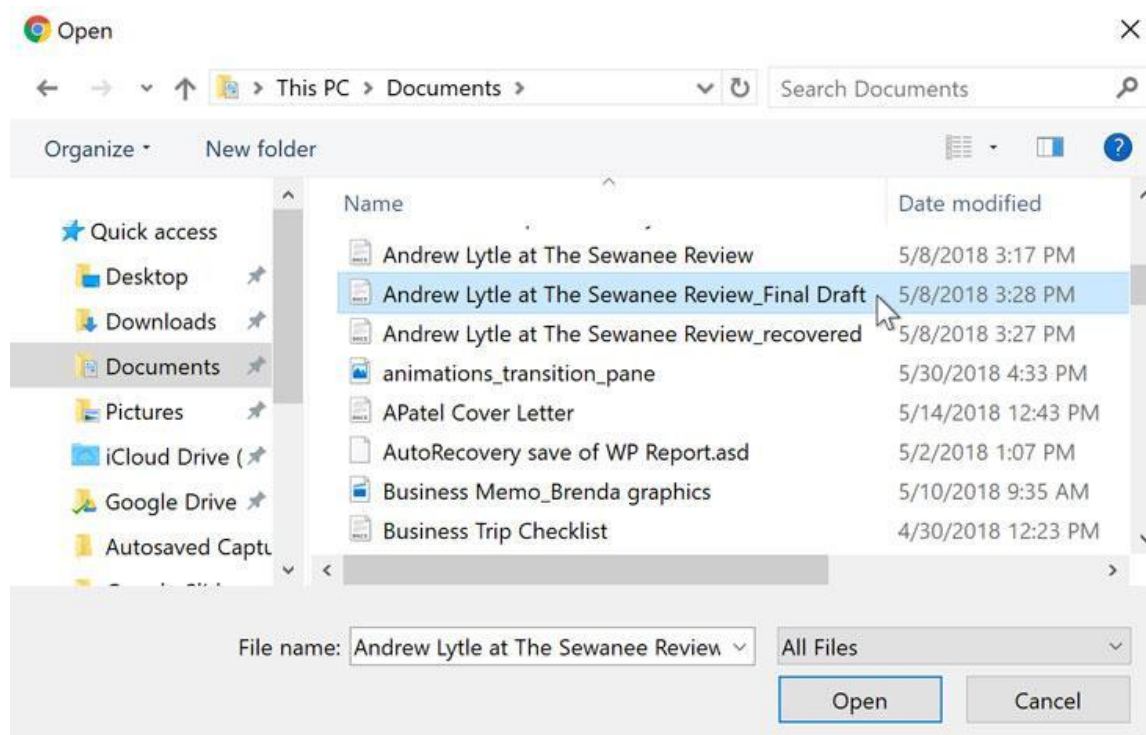 Open
This PC > Documents >
Search Documents
Organize
New folder
Name
Date modified
Quick access
Desktop
Downloads
Documents
Pictures
iCloud Drive (
Google Drive
Autosaved Captu
Andrew Lytle at The Sewanee Review 5/8/2018 3:17 PM
Andrew Lytle at The Sewanee Review_Final Draft 5/8/2018 3:28 PM
Andrew Lytle at The Sewanee Review_recovered 5/8/2018 3:27 PM
animations_transition_pane 5/30/2018 4:33 PM
APatel Cover Letter 5/14/2018 12:43 PM
AutoRecovery save of WP Report.asd 5/2/2018 1:07 PM
Business Memo_Brenda graphics 5/10/2018 9:35 AM
Business Trip Checklist 4/30/2018 12:23 PM
File name: Andrew Lytle at The Sewanee Review
All Files
Open
Cancel